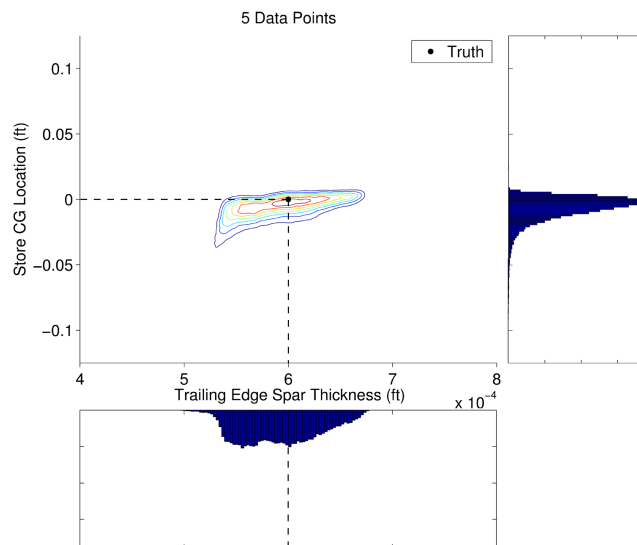 5 Data Points
Truth
0.1
0.05
0
−0.05
−0.1
Store CG Location (ft)
4 5 6 7 8
Trailing Edge Spar Thickness (ft)
x 10⁻⁴